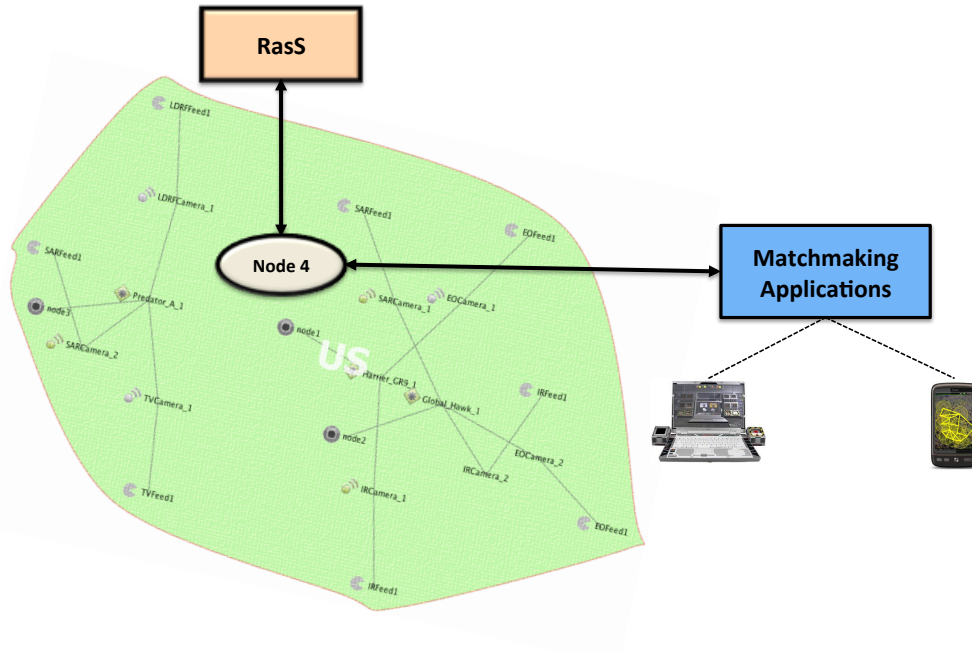 RasS
LDRFFeed1
LDRFCamera_1
SARFeed1
EOFeed1
SARFeed1
Node 4
Matchmaking
Applications
Predator_A_1
node3
SARCamera_1
EOCamera_1
node1
US
SARCamera_2
Harrier_GR9_1
TVCamera_1
Global_Hawk_1
IRFeed1
node2
EOCamera_2
IRCamera_2
TVFeed1
IRCamera_1
EOFeed1
IRFeed1